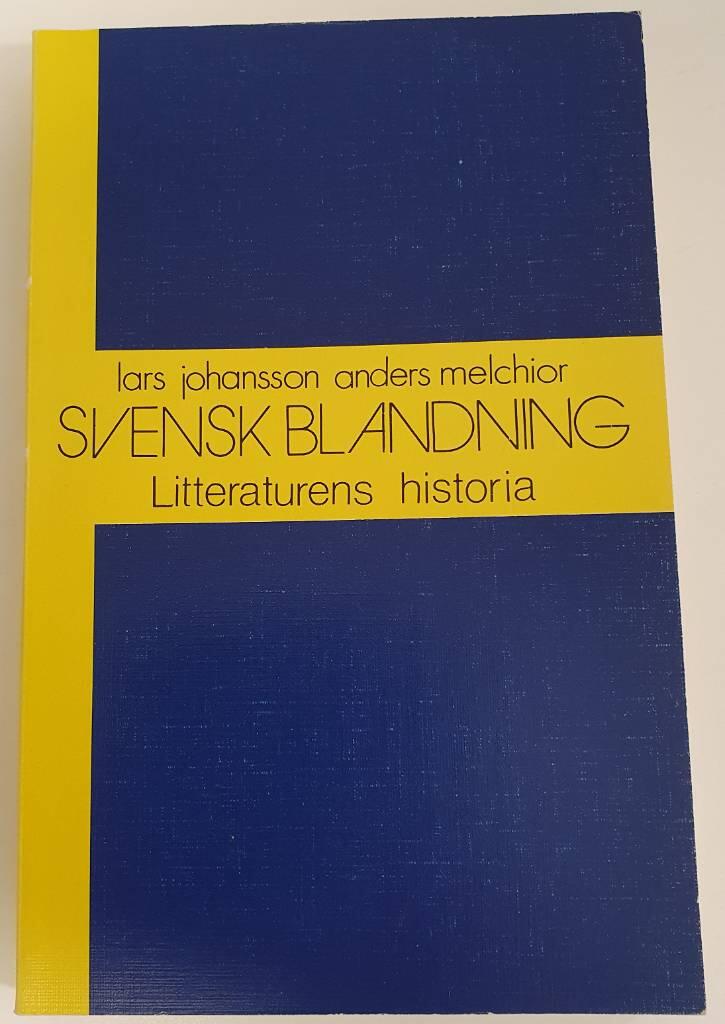 lars johansson anders melchior
SVENSK BLANDNING
Litteraturens historia